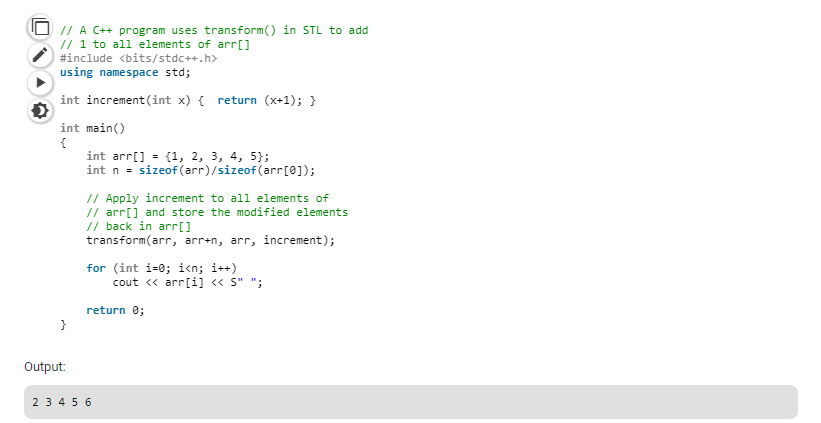 // A C++ program uses transform() in STL to add
// 1 to all elements of arr[]
#include <bits/stdc++.h>
using namespace std;
int increment(int x) {  return (x+1); }
int main()
{
    int arr[] = {1, 2, 3, 4, 5};
    int n = sizeof(arr)/sizeof(arr[0]);
    // Apply increment to all elements of
    // arr[] and store the modified elements
    // back in arr[]
    transform(arr, arr+n, arr, increment);
    for (int i=0; i<n; i++)
        cout << arr[i] << S" ";
    return 0;
}
Output:
2 3 4 5 6